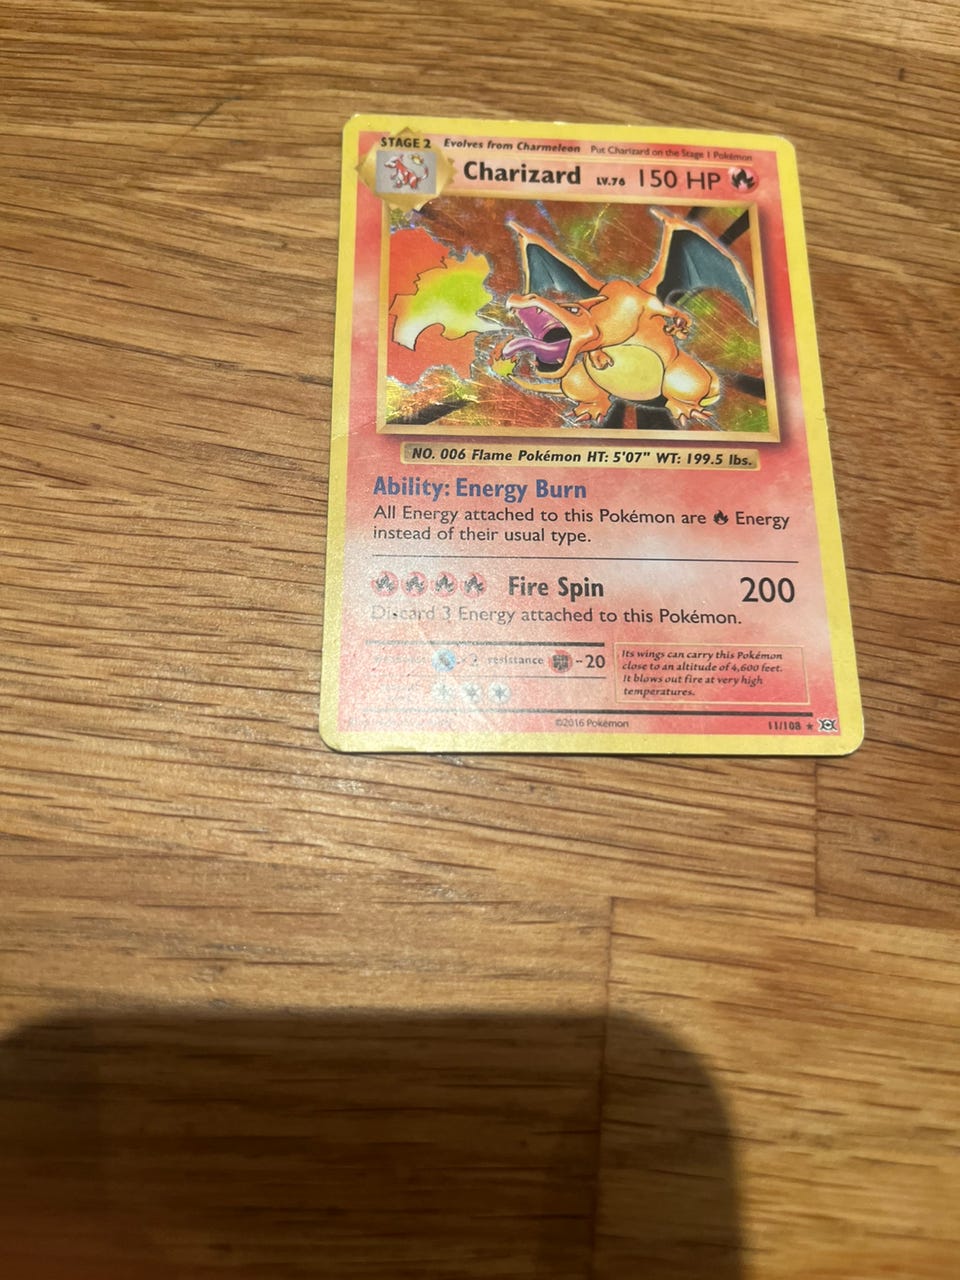 STAGE 2 Evolves from Charmeleon Put Charizard on the Stage 1 Pokémon
Charizard LV.76 150 HP
NO. 006 Flame Pokémon HT: 5'07" WT: 199.5 lbs.
Ability: Energy Burn
All Energy attached to this Pokémon are Energy
instead of their usual type.
Fire Spin 200
Discard 3 Energy attached to this Pokémon.
×2 resistance -20
Its wings can carry this Pokémon
close to an altitude of 4,600 feet.
It blows out fire at very high
temperatures.
©2016 Pokémon
11/108 ★